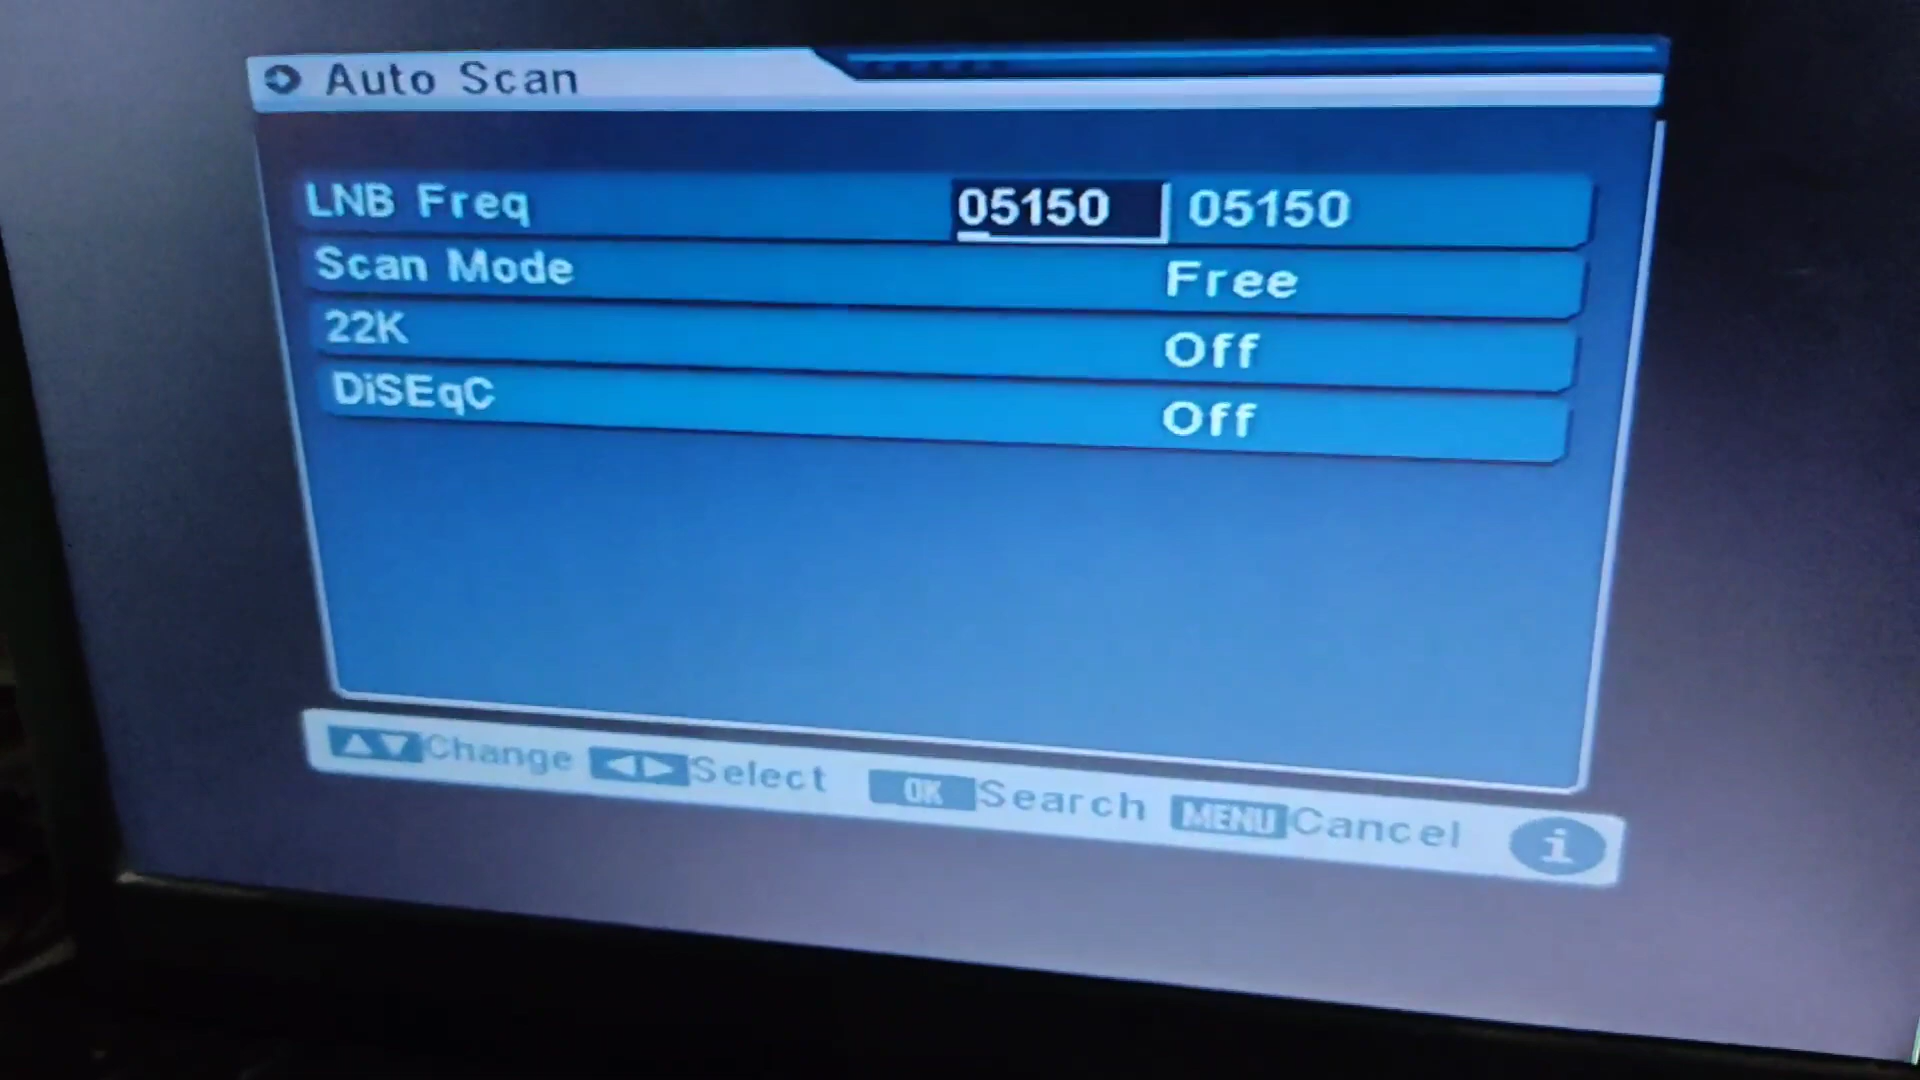 Auto Scan
LNB Freq 05150 05150
Scan Mode Free
22K Off
DiSEqC Off
Change Select OK Search MENU Cancel i